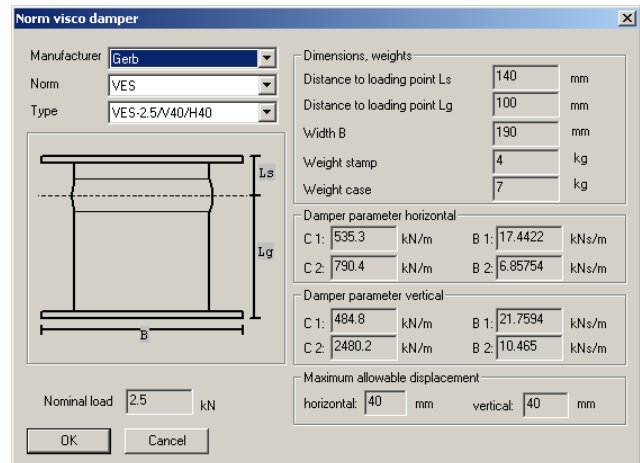 Norm visco damper
Manufacturer Gerb
Norm VES
Type VES-2.5/V40/H40
Ls
Lg
B
Nominal load 2.5 kN
OK Cancel
Dimensions, weights
Distance to loading point Ls 140 mm
Distance to loading point Lg 100 mm
Width B 190 mm
Weight stamp 4 kg
Weight case 7 kg
Damper parameter horizontal
C 1: 535.3 kN/m B 1: 17.4422 kNs/m
C 2: 790.4 kN/m B 2: 6.85754 kNs/m
Damper parameter vertical
C 1: 484.8 kN/m B 1: 21.7594 kNs/m
C 2: 2480.2 kN/m B 2: 10.465 kNs/m
Maximum allowable displacement
horizontal: 40 mm vertical: 40 mm